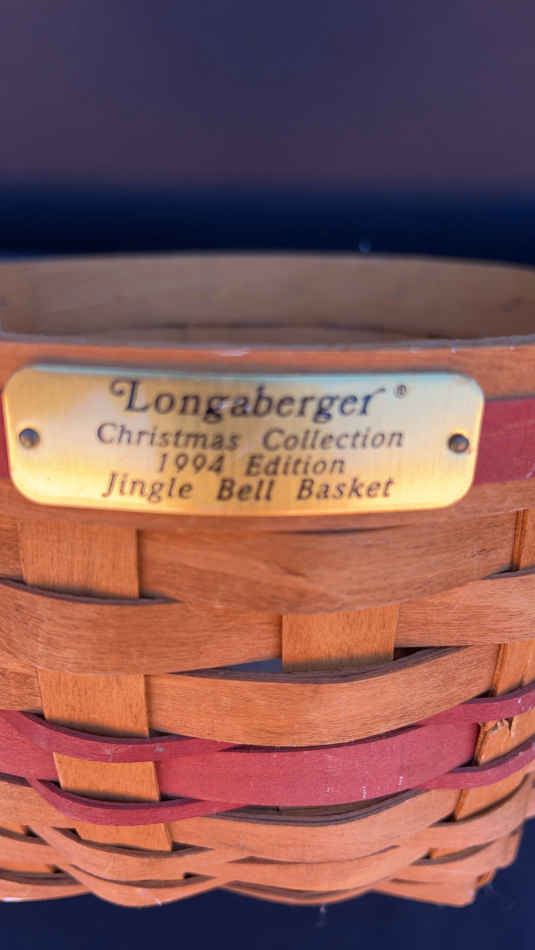 Longaberger®
Christmas Collection
1994 Edition
Jingle Bell Basket